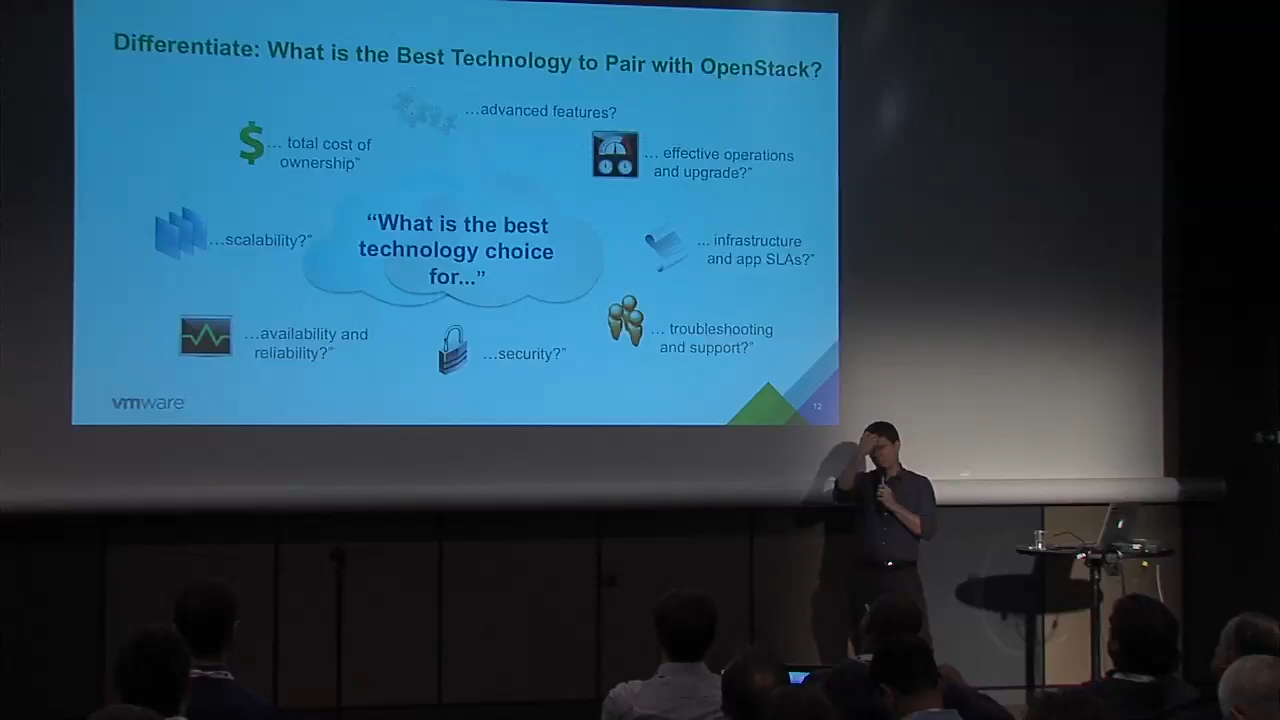 Differentiate: What is the Best Technology to Pair with OpenStack?
...advanced features?
... total cost of
ownership"
... effective operations
and upgrade?"
"What is the best
technology choice
for..."
...scalability?"
... infrastructure
and app SLAs?"
...availability and
reliability?"
...security?"
... troubleshooting
and support?"
vmware
12